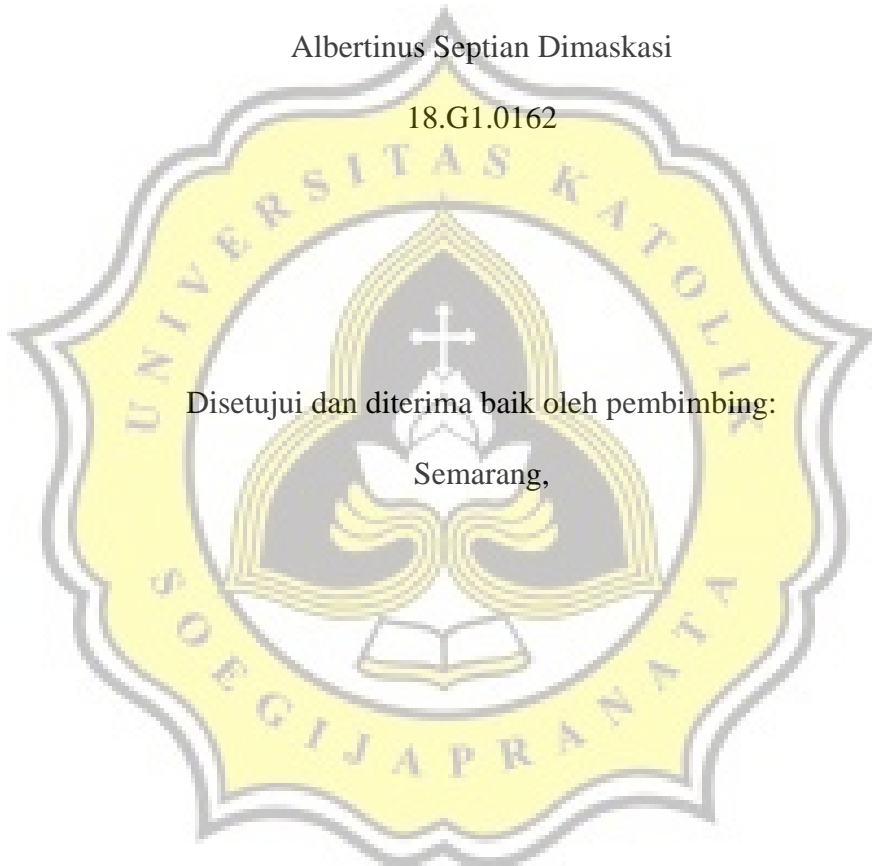 Albertinus Septian Dimaskasi
18.G1.0162
UNIVERSITAS KATOLIK
Disetujui dan diterima baik oleh pembimbing:
Semarang,
SOEGIJAPRANATA